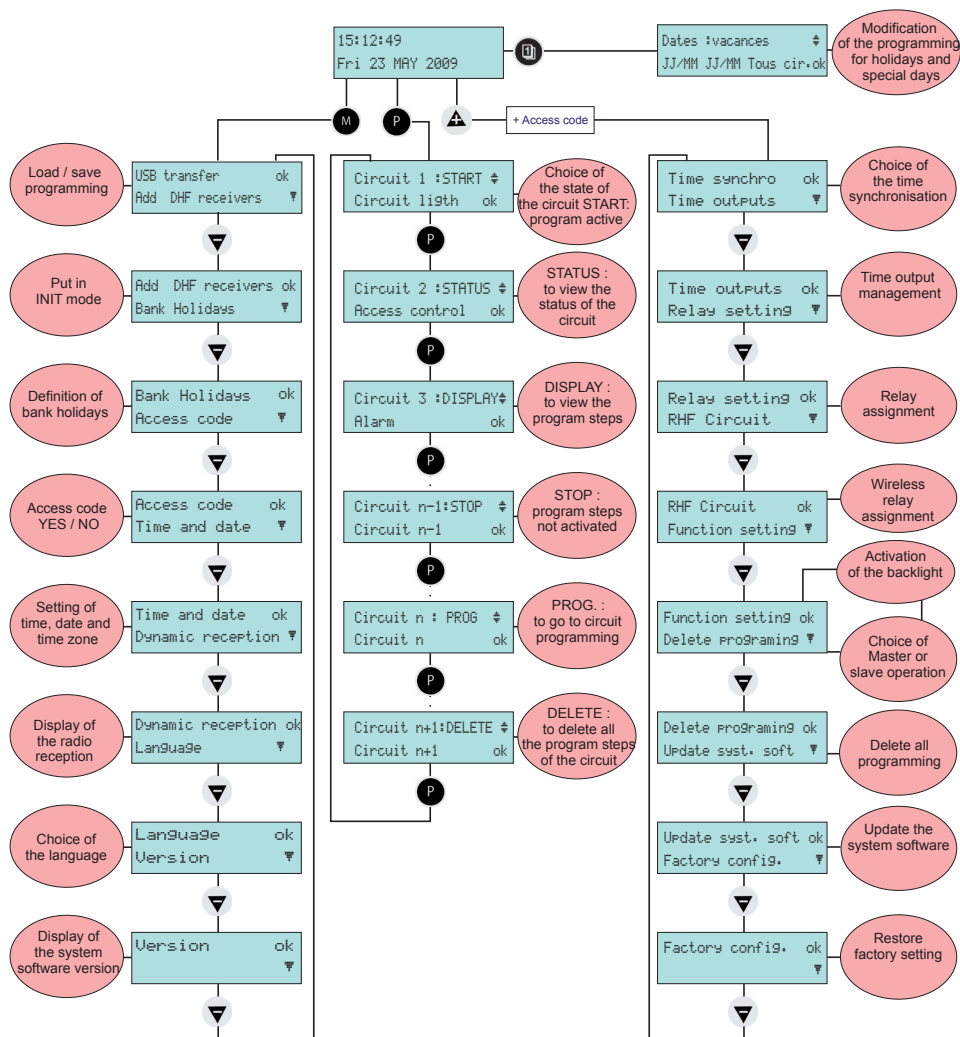 15:12:49
Fri 23 MAY 2009
1
Dates :vacances
JJ/MM JJ/MM Tous cir.ok
Modification
of the programming
for holidays and
special days
M
P
+
+ Access code
Load / save
programming
USB transfer ok
Add DHF receivers
Put in
INIT mode
Add DHF receivers ok
Bank Holidays
Definition of
bank holidays
Bank Holidays ok
Access code
Access code
YES / NO
Access code ok
Time and date
Setting of
time, date and
time zone
Time and date ok
Dynamic reception
Display of
the radio
reception
Dynamic reception ok
Language
Choice of
the language
Language ok
Version
Display of
the system
software version
Version ok
Circuit 1 :START
Circuit ligth ok
Choice of
the state of
the circuit START:
program active
P
Circuit 2 :STATUS
Access control ok
STATUS :
to view the
status of the
circuit
P
Circuit 3 :DISPLAY
Alarm ok
DISPLAY :
to view the
program steps
P
Circuit n-1:STOP
Circuit n-1 ok
STOP :
program steps
not activated
P
Circuit n : PROG
Circuit n ok
PROG. :
to go to circuit
programming
P
Circuit n+1:DELETE
Circuit n+1 ok
DELETE :
to delete all
the program steps
of the circuit
P
Time synchro ok
Time outputs
Choice of
the time
synchronisation
Time outputs ok
Relay setting
Time output
management
Relay setting ok
RHF Circuit
Relay
assignment
RHF Circuit ok
Function setting
Wireless
relay
assignment
Activation
of the backlight
Function setting ok
Delete programing
Choice of
Master or
slave operation
Delete programing ok
Update syst. soft
Delete all
programming
Update syst. soft ok
Factory config.
Update the
system software
Factory config. ok
Restore
factory setting